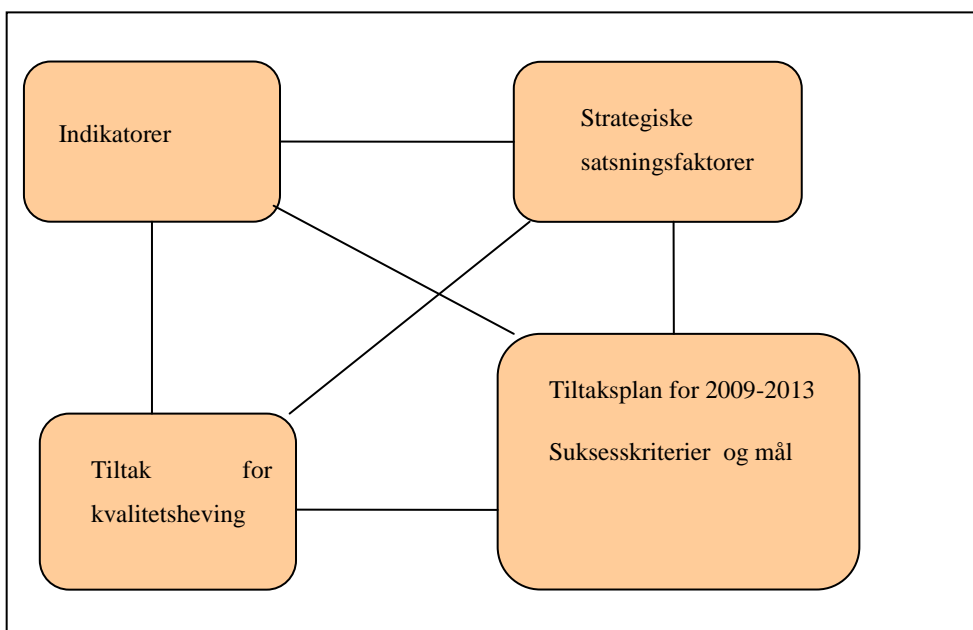 Indikatorer
Strategiske
satsningsfaktorer
Tiltaksplan for 2009-2013
Suksesskriterier og mål
Tiltak for
kvalitetsheving